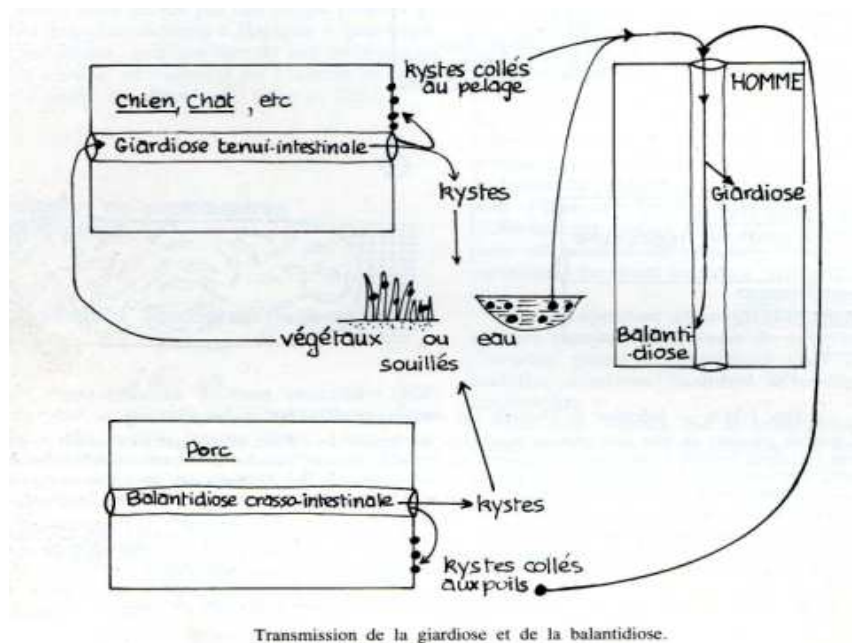 kystes collés
au pelage
HOMME
Chien, Chat, etc
Giardiose tenui-intestinale
kystes
Giardiose
végétaux ou eau
souillés
Balanti-
-diose
Porc
Balantidiose crasso-intestinale
kystes
kystes collés
aux poils
Transmission de la giardiose et de la balantidiose.